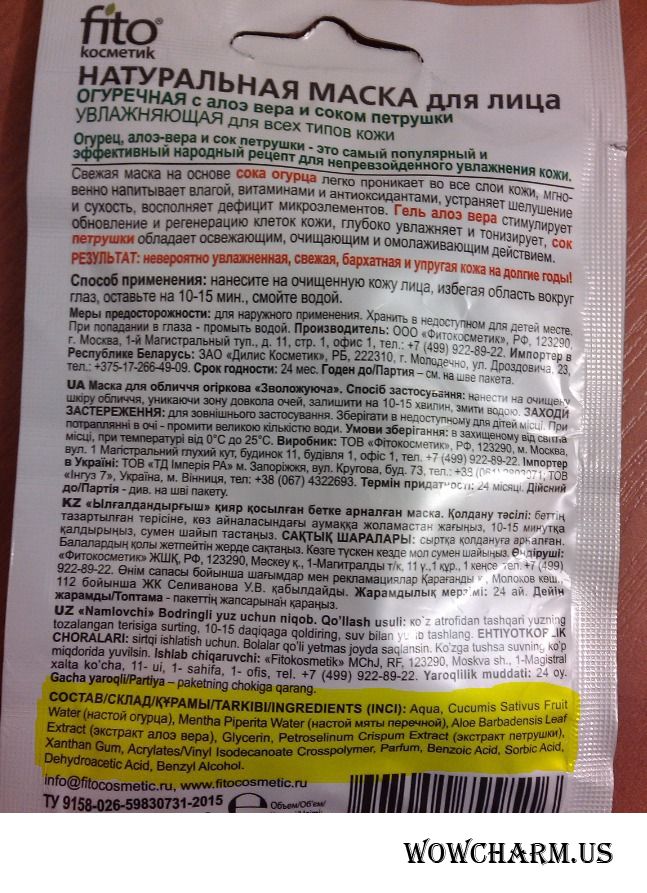 fito®
косметик
НАТУРАЛЬНАЯ МАСКА для лица
ОГУРЕЧНАЯ с алоэ вера и соком петрушки
УВЛАЖНЯЮЩАЯ для всех типов кожи
Огурец, алоэ-вера и сок петрушки - это самый популярный и
эффективный народный рецепт для непревзойденного увлажнения кожи.
Свежая маска на основе сока огурца легко проникает во все слои кожи, мгно-
венно напитывает влагой, витаминами и антиоксидантами, устраняет шелушение
и сухость, восполняет дефицит микроэлементов. Гель алоэ вера стимулирует
обновление и регенерацию клеток кожи, глубоко увлажняет и тонизирует, сок
петрушки обладает освежающим, очищающим и омолаживающим действием.
РЕЗУЛЬТАТ: невероятно увлажненная, свежая, бархатная и упругая кожа на долгие годы!
Способ применения: нанесите на очищенную кожу лица, избегая область вокруг
глаз, оставьте на 10-15 мин., смойте водой.
Меры предосторожности: для наружного применения. Хранить в недоступном для детей месте.
При попадании в глаза - промыть водой. Производитель: ООО «Фитокосметик», РФ, 123290,
г. Москва, 1-й Магистральный туп., д. 11, стр. 1, офис 1, тел.: +7 (499) 922-89-22. Импортер в
Республике Беларусь: ЗАО «Дилис Косметик», РБ, 222310, г. Молодечно, ул. Дроздовича, 23,
тел.: +375-17-266-49-09. Срок годности: 24 мес. Годен до/Партия – см. на шве пакета.
UA Маска для обличчя огіркова «Зволожуюча». Спосіб застосування: нанести на очищену
шкіру обличчя, уникаючи зону довкола очей, залишити на 10-15 хвилин, змити водою. ЗАХОДИ
ЗАСТЕРЕЖЕННЯ: для зовнішнього застосування. Зберігати в недоступному для дітей місці. При
потраплянні в очі - промити великою кількістю води. Умови зберігання: в захищеному від світла
місці, при температурі від 0°С до 25°С. Виробник: ТОВ «Фітокосметік», РФ, 123290, м. Москва,
вул. 1 Магістральний глухий кут, будинок 11, будівля 1, офіс 1, тел. +7 (499) 922-89-22. Імпортер
в Україні: ТОВ «ТД Імперія РА» м. Запоріжжя, вул. Кругова, буд. 73, тел.: +38 (061) ТОВ
«Інгуз 7», Україна, м. Вінниця, тел: +38 (067) 4322693. Термін придатності: 24 місяці. Дійсний
до/Партія - див. на шві пакету.
KZ «Ылғалдандырғыш» қияр қосылған бетке арналған маска. Қолдану тәсілі: беттің
тазартылған терісіне, көз айналасындағы аумаққа жоламастан жағыңыз, 10-15 минутқа
қалдырыңыз, сумен шайып тастаңыз. САҚТЫҚ ШАРАЛАРЫ: сыртқа қолдануға арналған.
Балалардың қолы жетпейтін жерде сақтаңыз. Көзге түскен кезде мол сумен шайыңыз. Өндіруші:
«Фитокосметик» ЖШҚ, РФ, 123290, Мәскеу қ., 1-Магитралды т/к, 11 ү.,1 құр., 1 кеңсе тел. +7 (499)
922-89-22. Өнім сапасы бойынша шағымдар мен рекламациялар Қарағанды Молоков көш.,
112 бойынша ЖК Селиванова У.В. қабылдайды. Жарамдылық мерзімі: 24 ай. Дейін
жарамды/Топтама - пакеттің жапсарынан қараңыз.
UZ «Namlovchi» Bodringli yuz uchun niqob. Qo'llash usuli: ko'z atrofidan tashqari yuzning
tozalangan terisiga surting, 10-15 daqiqaga qoldiring, suv bilan yuvib tashlang. EHTIYOTKORLIK
CHORALARI: sirtqi ishlatish uchun. Bolalar qo'li yetmas joyda saqlansin. Ko'zga tushsa suvning ko'p
miqdorida yuvilsin. Ishlab chiqaruvchi: «Fitokosmetik» MChJ, RF, 123290, Moskva sh., 1-Magistral
xalta ko'cha, 11- ui, 1- sahifa, 1- ofis, tel. +7 (499) 922-89-22. Yaroqlilik muddati: 24 oy.
Gacha yaroqli/Partiya – paketning chokiga qarang.
СОСТАВ/СКЛАД/ҚҰРАМЫ/TARKIBI/INGREDIENTS (INCI): Aqua, Cucumis Sativus Fruit
Water (настой огурца), Mentha Piperita Water (настой мяты перечной), Aloe Barbadensis Leaf
Extract (экстракт алоэ вера), Glycerin, Petroselinum Crispum Extract (экстракт петрушки),
Xanthan Gum, Acrylates/Vinyl Isodecanoate Crosspolymer, Parfum, Benzoic Acid, Sorbic Acid,
Dehydroacetic Acid, Benzyl Alcohol.
info@fitocosmetic.ru, www.fitocosmetic.ru
ТУ 9158-026-59830731-2015
Объем/Об'єм/
WOWCHARM.US